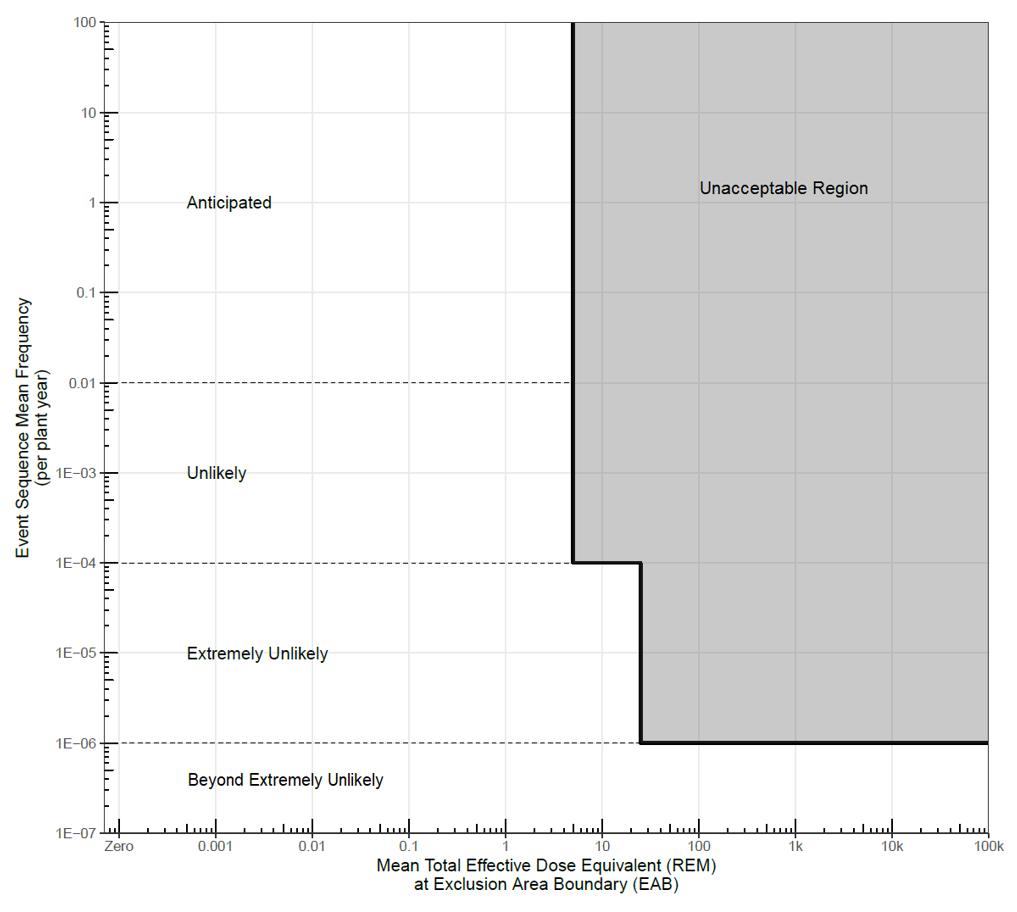 100
10
Unacceptable Region
Anticipated
1
0.1
0.01
Event Sequence Mean Frequency
(per plant year)
Unlikely
1E−03
1E−04
Extremely Unlikely
1E−05
1E−06
Beyond Extremely Unlikely
1E−07
Zero 0.001 0.01 0.1 1 10 100 1k 10k 100k
Mean Total Effective Dose Equivalent (REM)
at Exclusion Area Boundary (EAB)